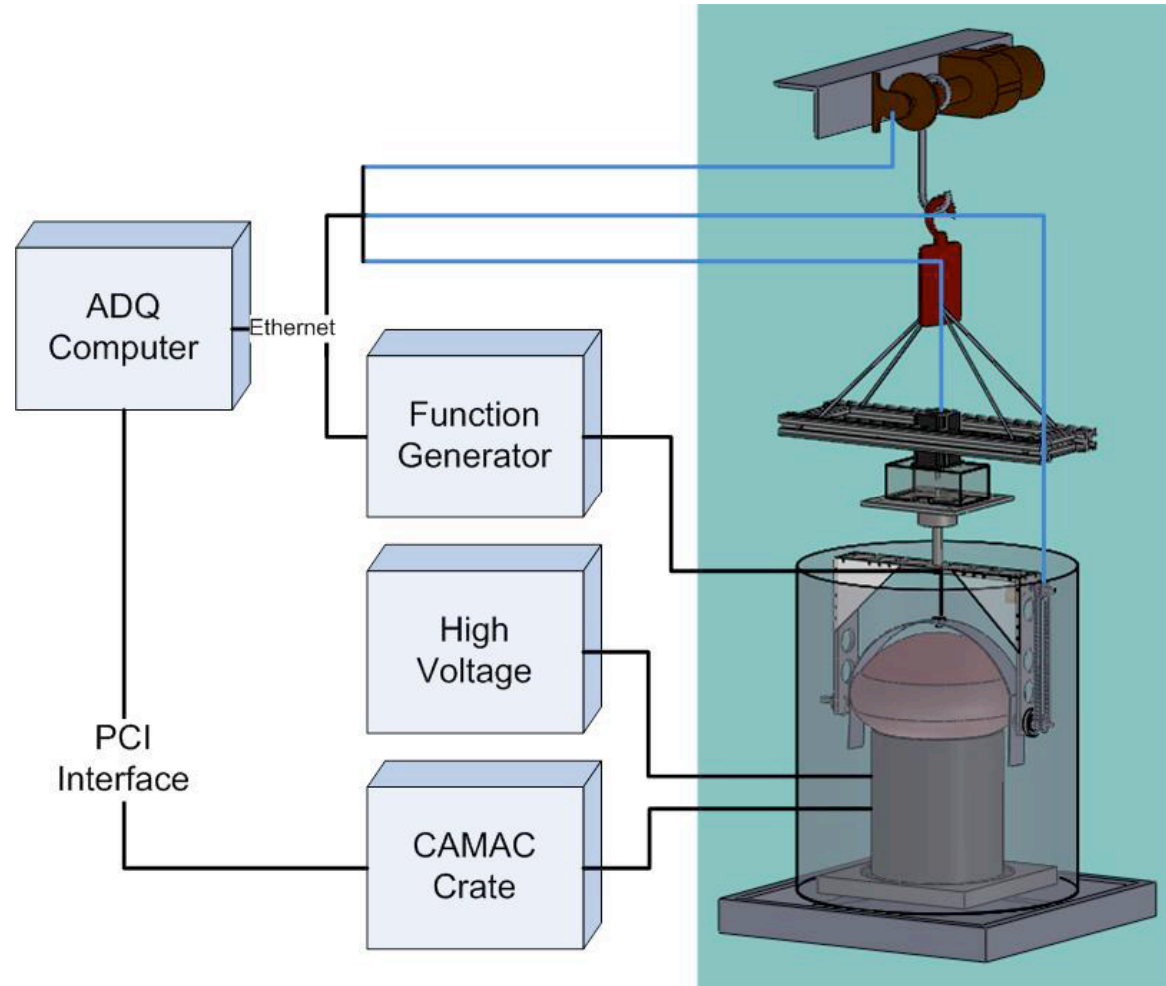 ADQ
Computer
Ethernet
Function
Generator
High
Voltage
PCI
Interface
CAMAC
Crate